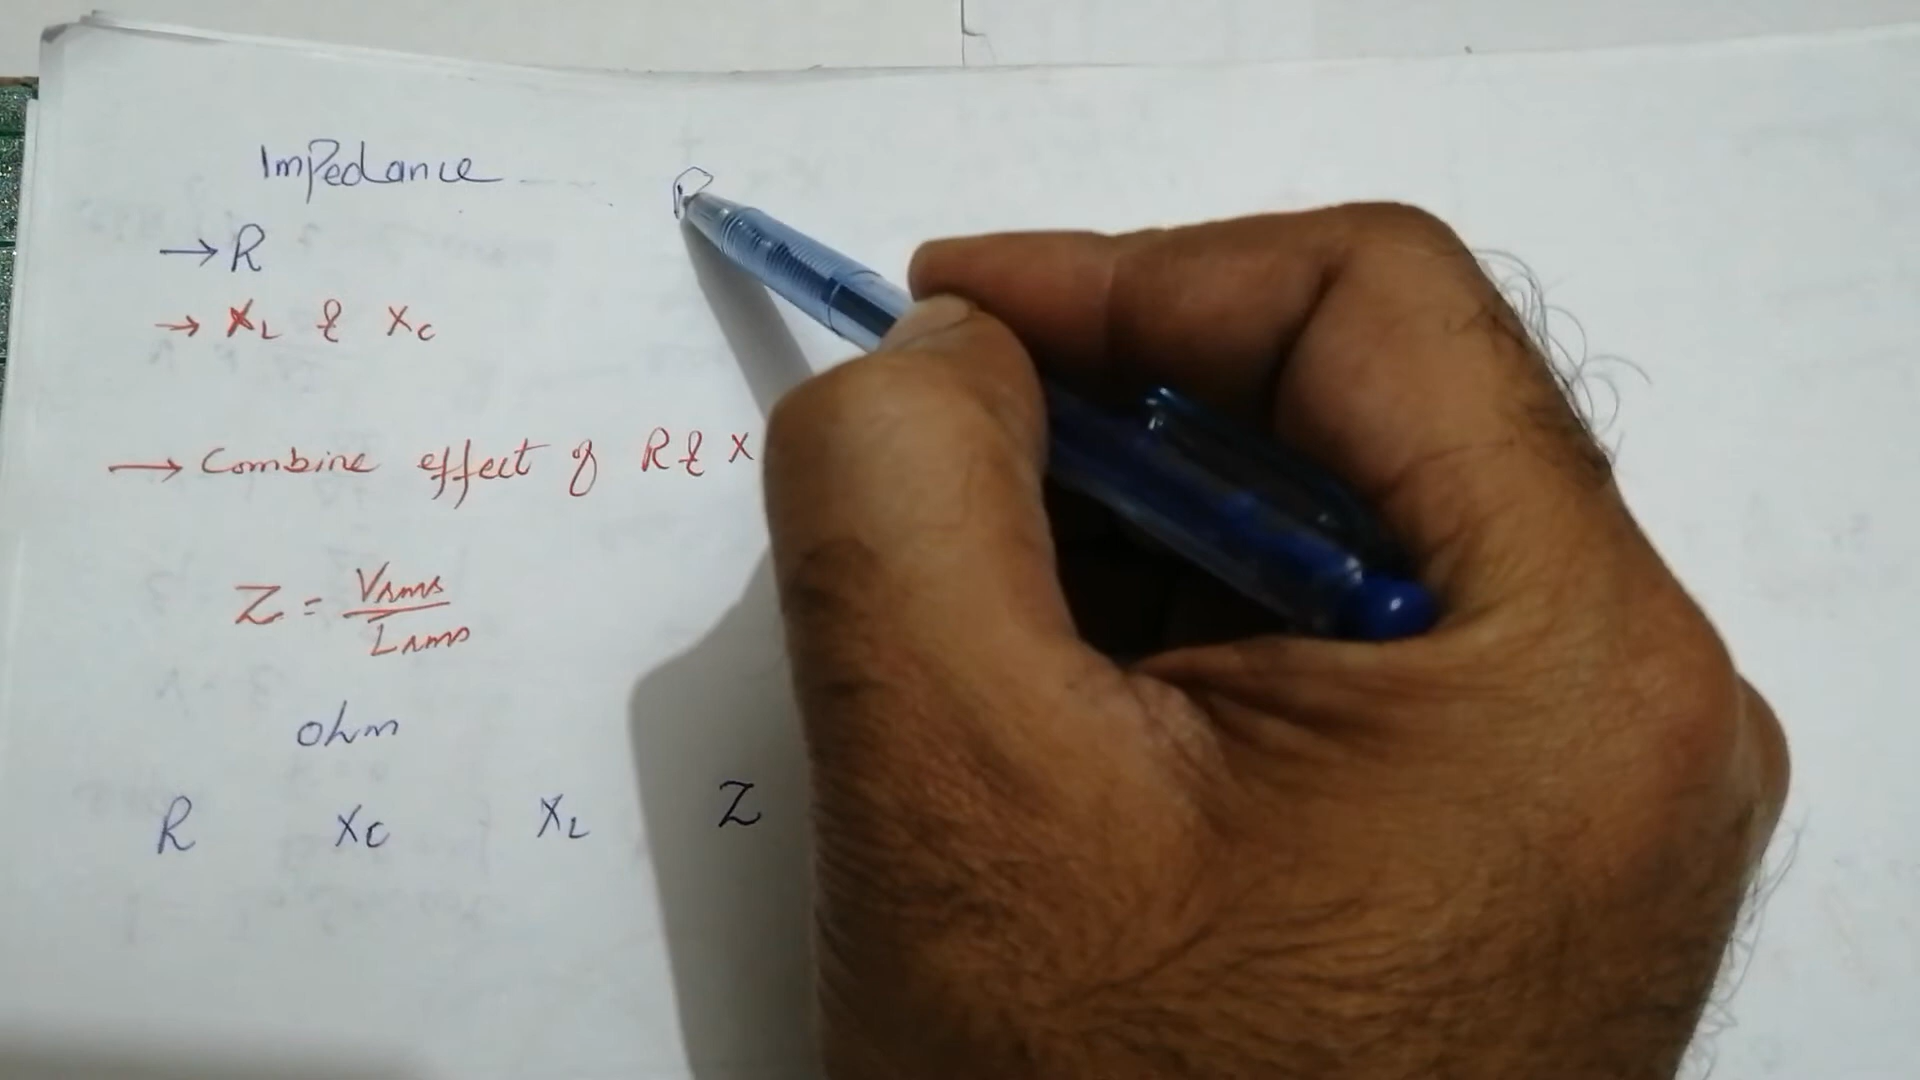 Impedance
→ R
→ XL & Xc
→ Combine effect of R & X
Z = Vrms / Irms
ohm
R Xc XL Z